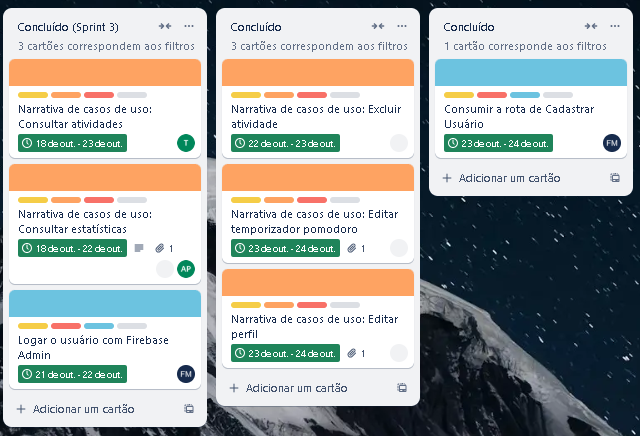 Concluído (Sprint 3)
3 cartões correspondem aos filtros
Narrativa de casos de uso:
Consultar atividades
18 de out. - 23 de out.
T
Narrativa de casos de uso:
Consultar estatísticas
18 de out. - 22 de out.
1
AP
Logar o usuário com Firebase
Admin
21 de out. - 22 de out.
FM
Adicionar um cartão
Concluído
3 cartões correspondem aos filtros
Narrativa de casos de uso: Excluir
atividade
22 de out. - 23 de out.
Narrativa de casos de uso: Editar
temporizador pomodoro
23 de out. - 24 de out.
1
Narrativa de casos de uso: Editar
perfil
23 de out. - 24 de out.
1
Adicionar um cartão
Concluído
1 cartão corresponde aos filtros
Consumir a rota de Cadastrar
Usuário
23 de out. - 24 de out.
FM
Adicionar um cartão